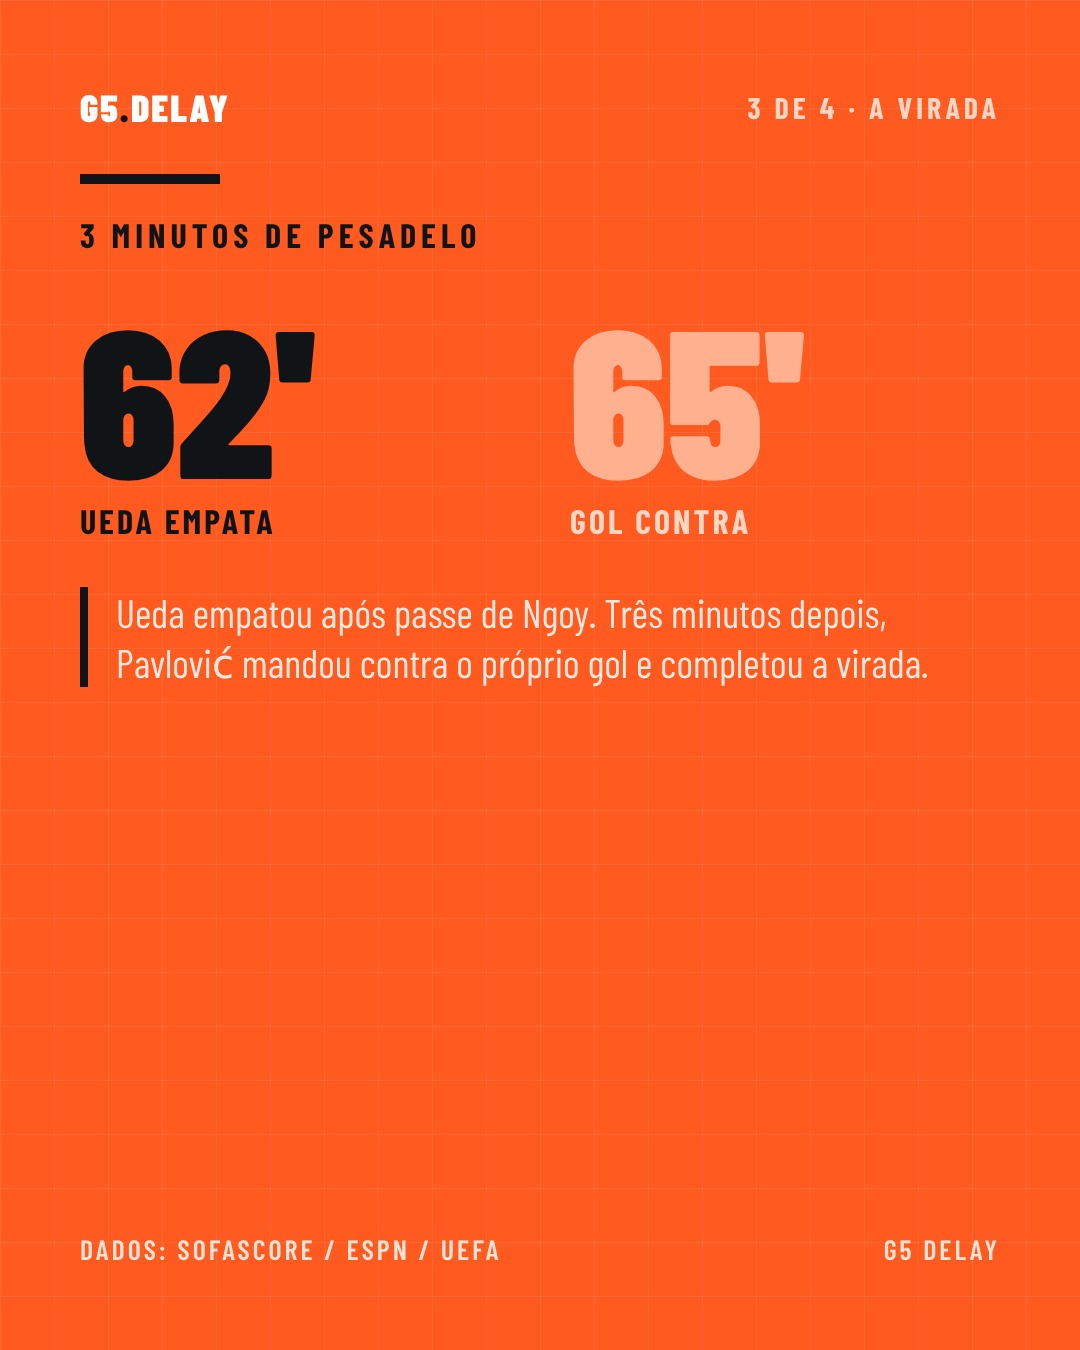 G5.DELAY
3 DE 4 · A VIRADA
3 MINUTOS DE PESADELO
62'
65'
UEDA EMPATA
GOL CONTRA
Ueda empatou após passe de Ngoy. Três minutos depois,
PavloviĆ mandou contra o próprio gol e completou a virada.
DADOS: SOFASCORE / ESPN / UEFA
G5 DELAY